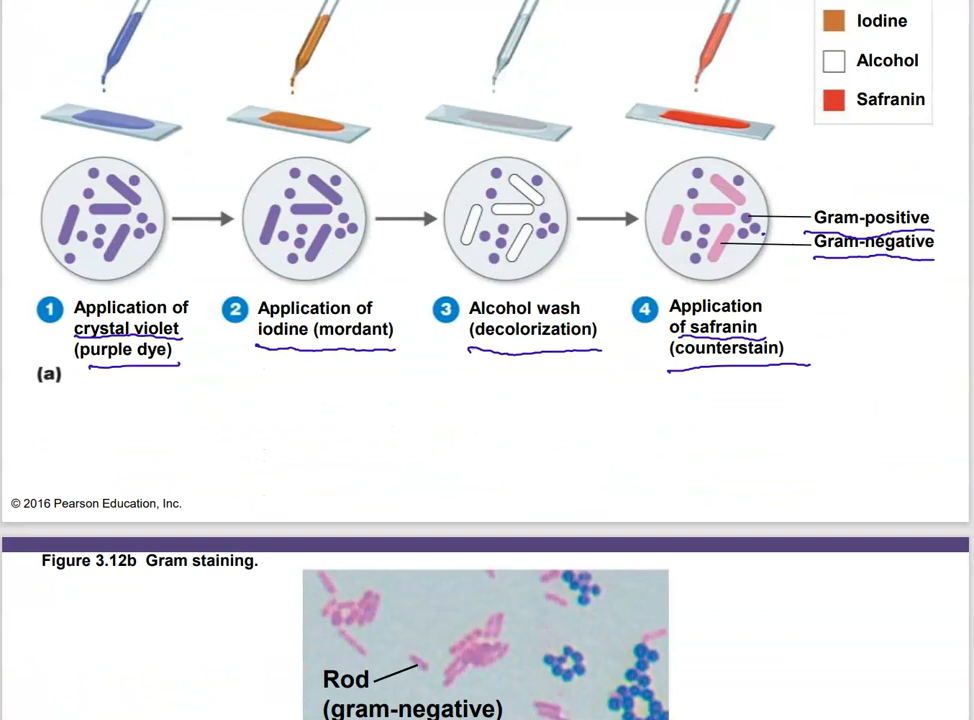 Iodine
Alcohol
Safranin
Gram-positive
Gram-negative
1 Application of
crystal violet
(purple dye)
2 Application of
iodine (mordant)
3 Alcohol wash
(decolorization)
4 Application
of safranin
(counterstain)
(a)
© 2016 Pearson Education, Inc.
Figure 3.12b Gram staining.
Rod
(gram-negative)